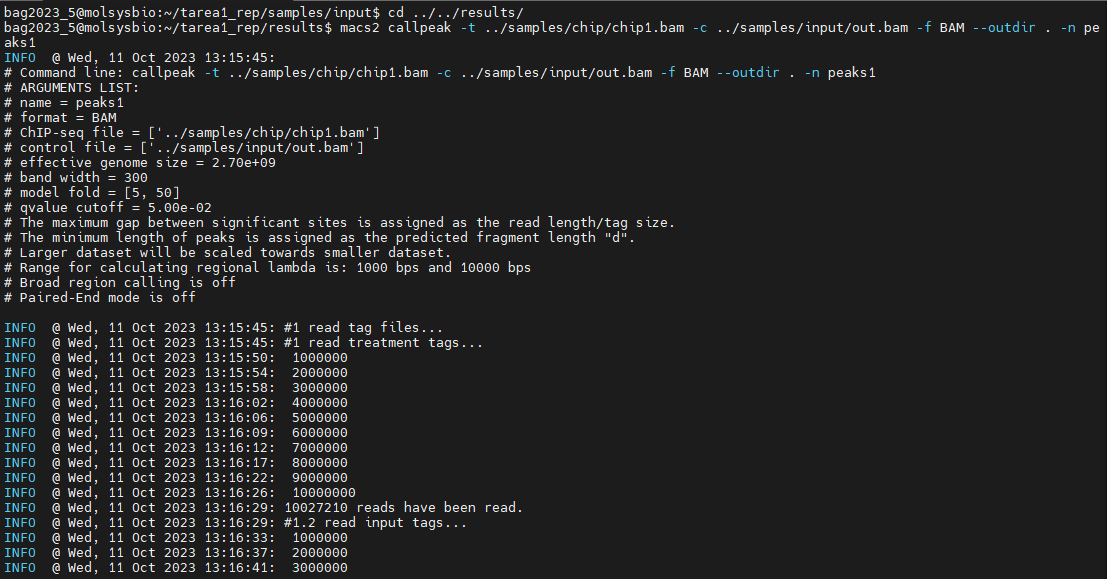 bag2023_5@molsysbio:~/tarea1_rep/samples/input$ cd ../../results/
bag2023_5@molsysbio:~/tarea1_rep/results$ macs2 callpeak -t ../samples/chip/chip1.bam -c ../samples/input/out.bam -f BAM --outdir . -n pe
aks1
INFO  @ Wed, 11 Oct 2023 13:15:45:
# Command line: callpeak -t ../samples/chip/chip1.bam -c ../samples/input/out.bam -f BAM --outdir . -n peaks1
# ARGUMENTS LIST:
# name = peaks1
# format = BAM
# ChIP-seq file = ['../samples/chip/chip1.bam']
# control file = ['../samples/input/out.bam']
# effective genome size = 2.70e+09
# band width = 300
# model fold = [5, 50]
# qvalue cutoff = 5.00e-02
# The maximum gap between significant sites is assigned as the read length/tag size.
# The minimum length of peaks is assigned as the predicted fragment length "d".
# Larger dataset will be scaled towards smaller dataset.
# Range for calculating regional lambda is: 1000 bps and 10000 bps
# Broad region calling is off
# Paired-End mode is off
INFO  @ Wed, 11 Oct 2023 13:15:45: #1 read tag files...
INFO  @ Wed, 11 Oct 2023 13:15:45: #1 read treatment tags...
INFO  @ Wed, 11 Oct 2023 13:15:50:  1000000
INFO  @ Wed, 11 Oct 2023 13:15:54:  2000000
INFO  @ Wed, 11 Oct 2023 13:15:58:  3000000
INFO  @ Wed, 11 Oct 2023 13:16:02:  4000000
INFO  @ Wed, 11 Oct 2023 13:16:06:  5000000
INFO  @ Wed, 11 Oct 2023 13:16:09:  6000000
INFO  @ Wed, 11 Oct 2023 13:16:12:  7000000
INFO  @ Wed, 11 Oct 2023 13:16:17:  8000000
INFO  @ Wed, 11 Oct 2023 13:16:22:  9000000
INFO  @ Wed, 11 Oct 2023 13:16:26:  10000000
INFO  @ Wed, 11 Oct 2023 13:16:29: 10027210 reads have been read.
INFO  @ Wed, 11 Oct 2023 13:16:29: #1.2 read input tags...
INFO  @ Wed, 11 Oct 2023 13:16:33:  1000000
INFO  @ Wed, 11 Oct 2023 13:16:37:  2000000
INFO  @ Wed, 11 Oct 2023 13:16:41:  3000000